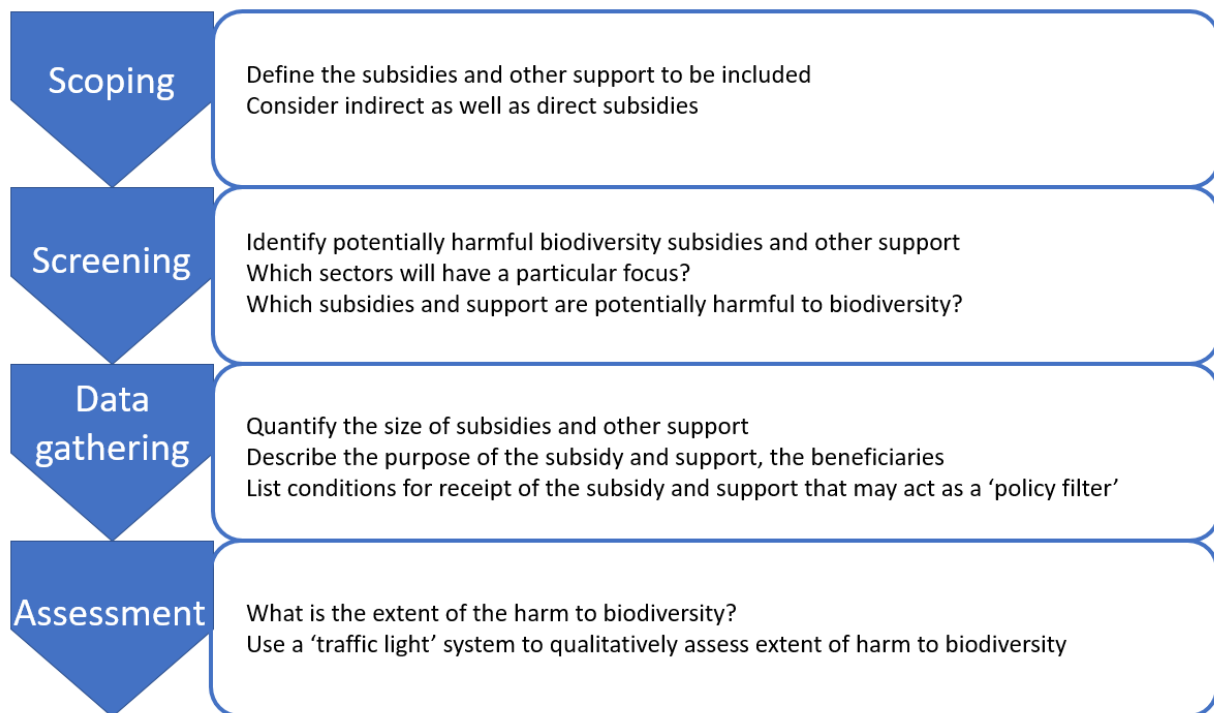 Scoping
Define the subsidies and other support to be included
Consider indirect as well as direct subsidies
Screening
Identify potentially harmful biodiversity subsidies and other support
Which sectors will have a particular focus?
Which subsidies and support are potentially harmful to biodiversity?
Data
gathering
Quantify the size of subsidies and other support
Describe the purpose of the subsidy and support, the beneficiaries
List conditions for receipt of the subsidy and support that may act as a ‘policy filter’
Assessment
What is the extent of the harm to biodiversity?
Use a ‘traffic light’ system to qualitatively assess extent of harm to biodiversity